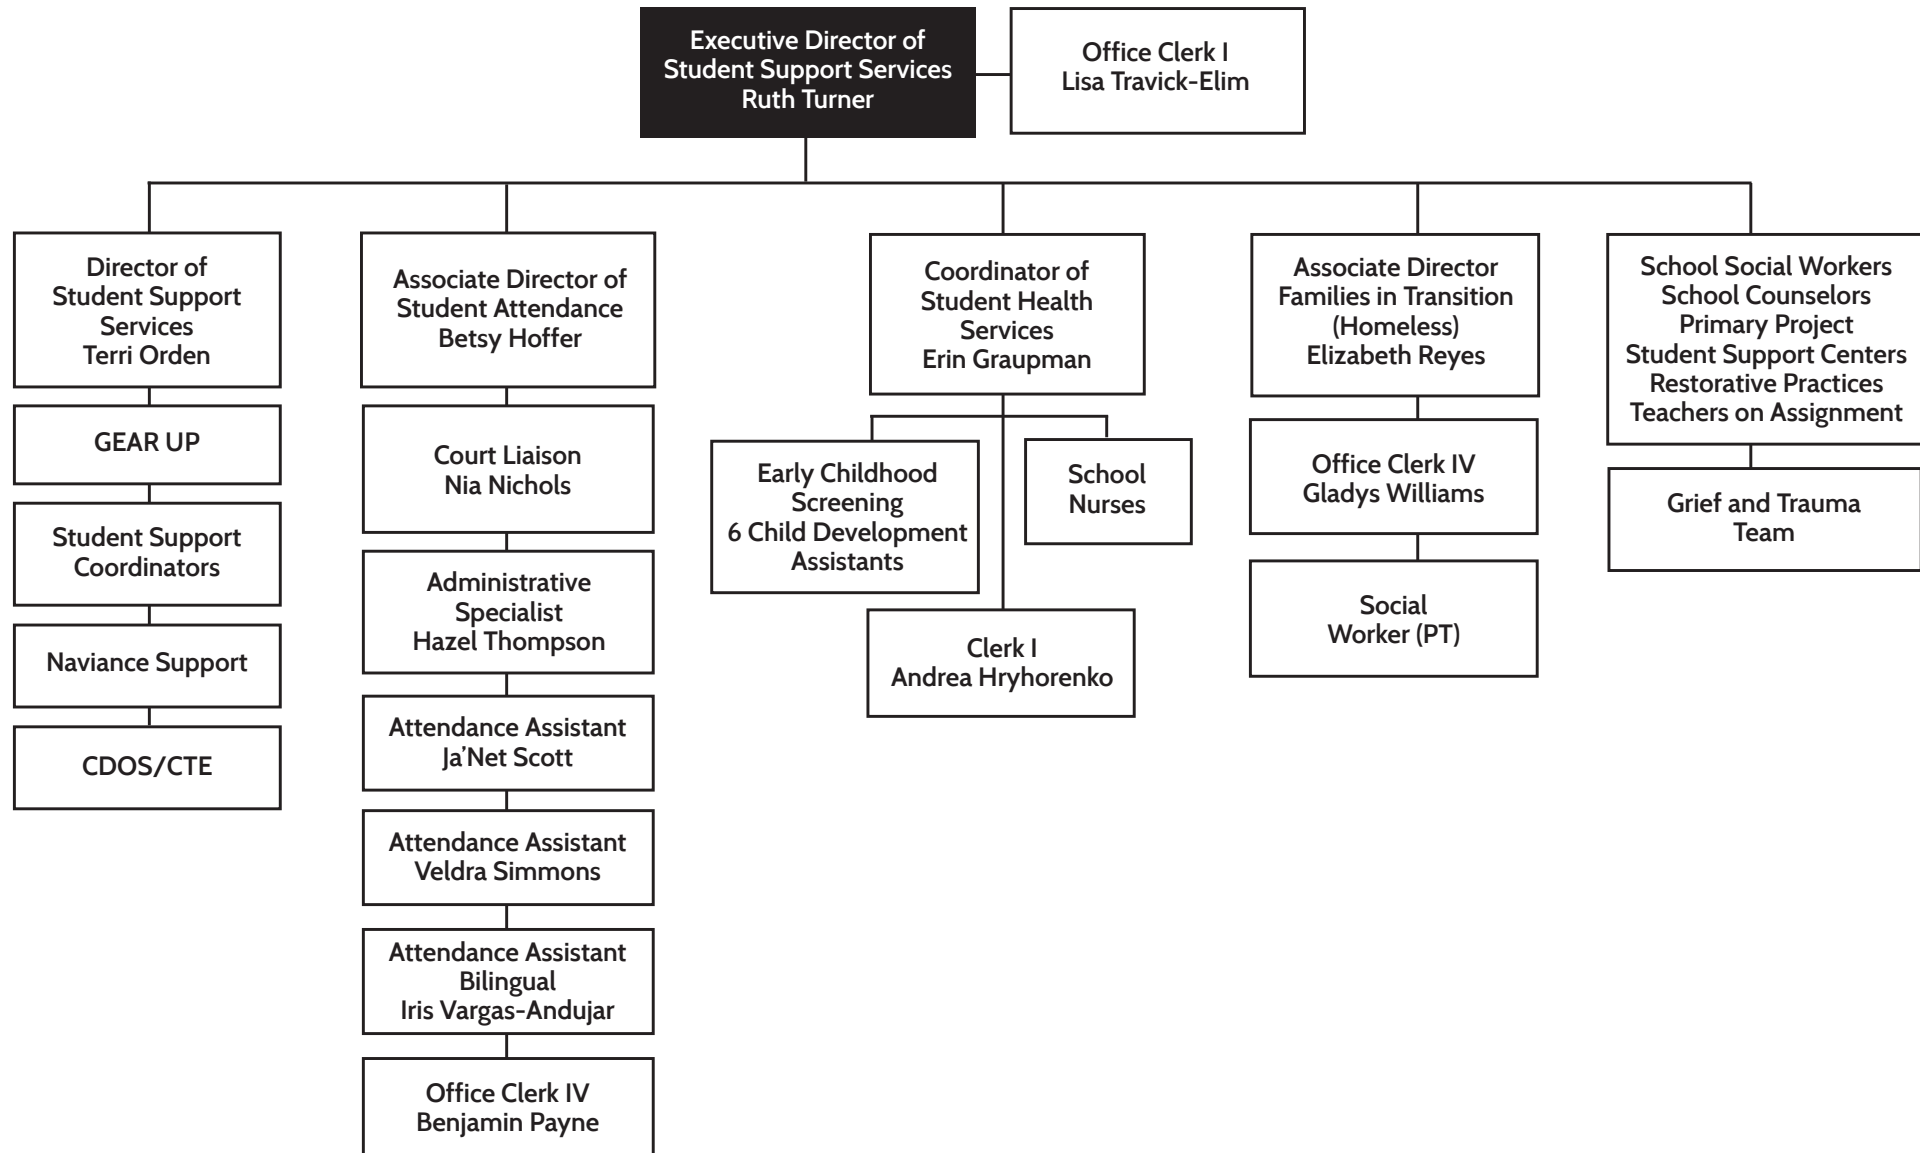 Executive Director of
Student Support Services
Ruth Turner
Office Clerk I
Lisa Travick-Elim
Director of
Student Support
Services
Terri Orden
GEAR UP
Student Support
Coordinators
Naviance Support
CDOS/CTE
Associate Director of
Student Attendance
Betsy Hoffer
Court Liaison
Nia Nichols
Administrative
Specialist
Hazel Thompson
Attendance Assistant
Ja’Net Scott
Attendance Assistant
Veldra Simmons
Attendance Assistant
Bilingual
Iris Vargas-Andujar
Office Clerk IV
Benjamin Payne
Coordinator of
Student Health
Services
Erin Graupman
Early Childhood
Screening
6 Child Development
Assistants
School
Nurses
Clerk I
Andrea Hryhorenko
Associate Director
Families in Transition
(Homeless)
Elizabeth Reyes
Office Clerk IV
Gladys Williams
Social
Worker (PT)
School Social Workers
School Counselors
Primary Project
Student Support Centers
Restorative Practices
Teachers on Assignment
Grief and Trauma
Team